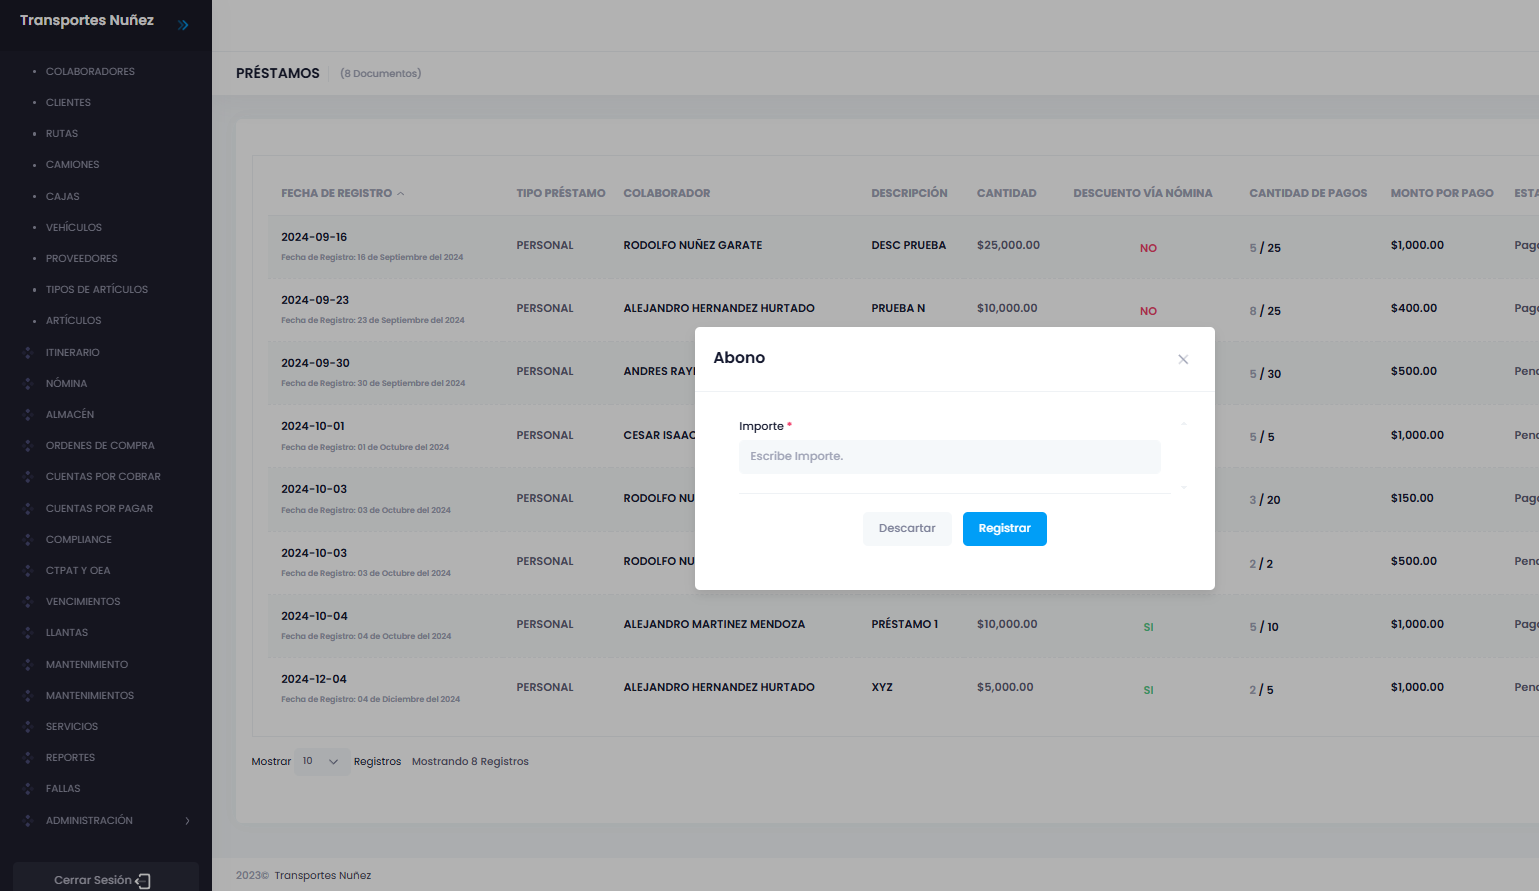 Transportes Nuñez
COLABORADORES
CLIENTES
RUTAS
CAMIONES
CAJAS
VEHÍCULOS
PROVEEDORES
TIPOS DE ARTÍCULOS
ARTÍCULOS
ITINERARIO
NÓMINA
ALMACÉN
ORDENES DE COMPRA
CUENTAS POR COBRAR
CUENTAS POR PAGAR
COMPLIANCE
CTPAT Y OEA
VENCIMIENTOS
LLANTAS
MANTENIMIENTO
MANTENIMIENTOS
SERVICIOS
REPORTES
FALLAS
ADMINISTRACIÓN
Cerrar Sesión
PRÉSTAMOS (8 Documentos)
FECHA DE REGISTRO TIPO PRÉSTAMO COLABORADOR DESCRIPCIÓN CANTIDAD DESCUENTO VÍA NÓMINA CANTIDAD DE PAGOS MONTO POR PAGO ESTA
2024-09-16 PERSONAL RODOLFO NUÑEZ GARATE DESC PRUEBA $25,000.00 NO 5 / 25 $1,000.00 Paga
Fecha de Registro: 16 de Septiembre del 2024
2024-09-23 PERSONAL ALEJANDRO HERNANDEZ HURTADO PRUEBA N $10,000.00 NO 8 / 25 $400.00 Paga
Fecha de Registro: 23 de Septiembre del 2024
2024-09-30 PERSONAL ANDRES RAY 5 / 30 $500.00 Pend
Fecha de Registro: 30 de Septiembre del 2024
2024-10-01 PERSONAL CESAR ISAAC 5 / 5 $1,000.00 Paga
Fecha de Registro: 01 de Octubre del 2024
2024-10-03 PERSONAL RODOLFO NU 3 / 20 $150.00 Paga
Fecha de Registro: 03 de Octubre del 2024
2024-10-03 PERSONAL RODOLFO NU 2 / 2 $500.00 Pend
Fecha de Registro: 03 de Octubre del 2024
2024-10-04 PERSONAL ALEJANDRO MARTINEZ MENDOZA PRÉSTAMO 1 $10,000.00 SI 5 / 10 $1,000.00 Paga
Fecha de Registro: 04 de Octubre del 2024
2024-12-04 PERSONAL ALEJANDRO HERNANDEZ HURTADO XYZ $5,000.00 SI 2 / 5 $1,000.00 Pend
Fecha de Registro: 04 de Diciembre del 2024
Mostrar 10 Registros Mostrando 8 Registros
Abono
Importe *
Escribe Importe.
Descartar Registrar
2023© Transportes Nuñez